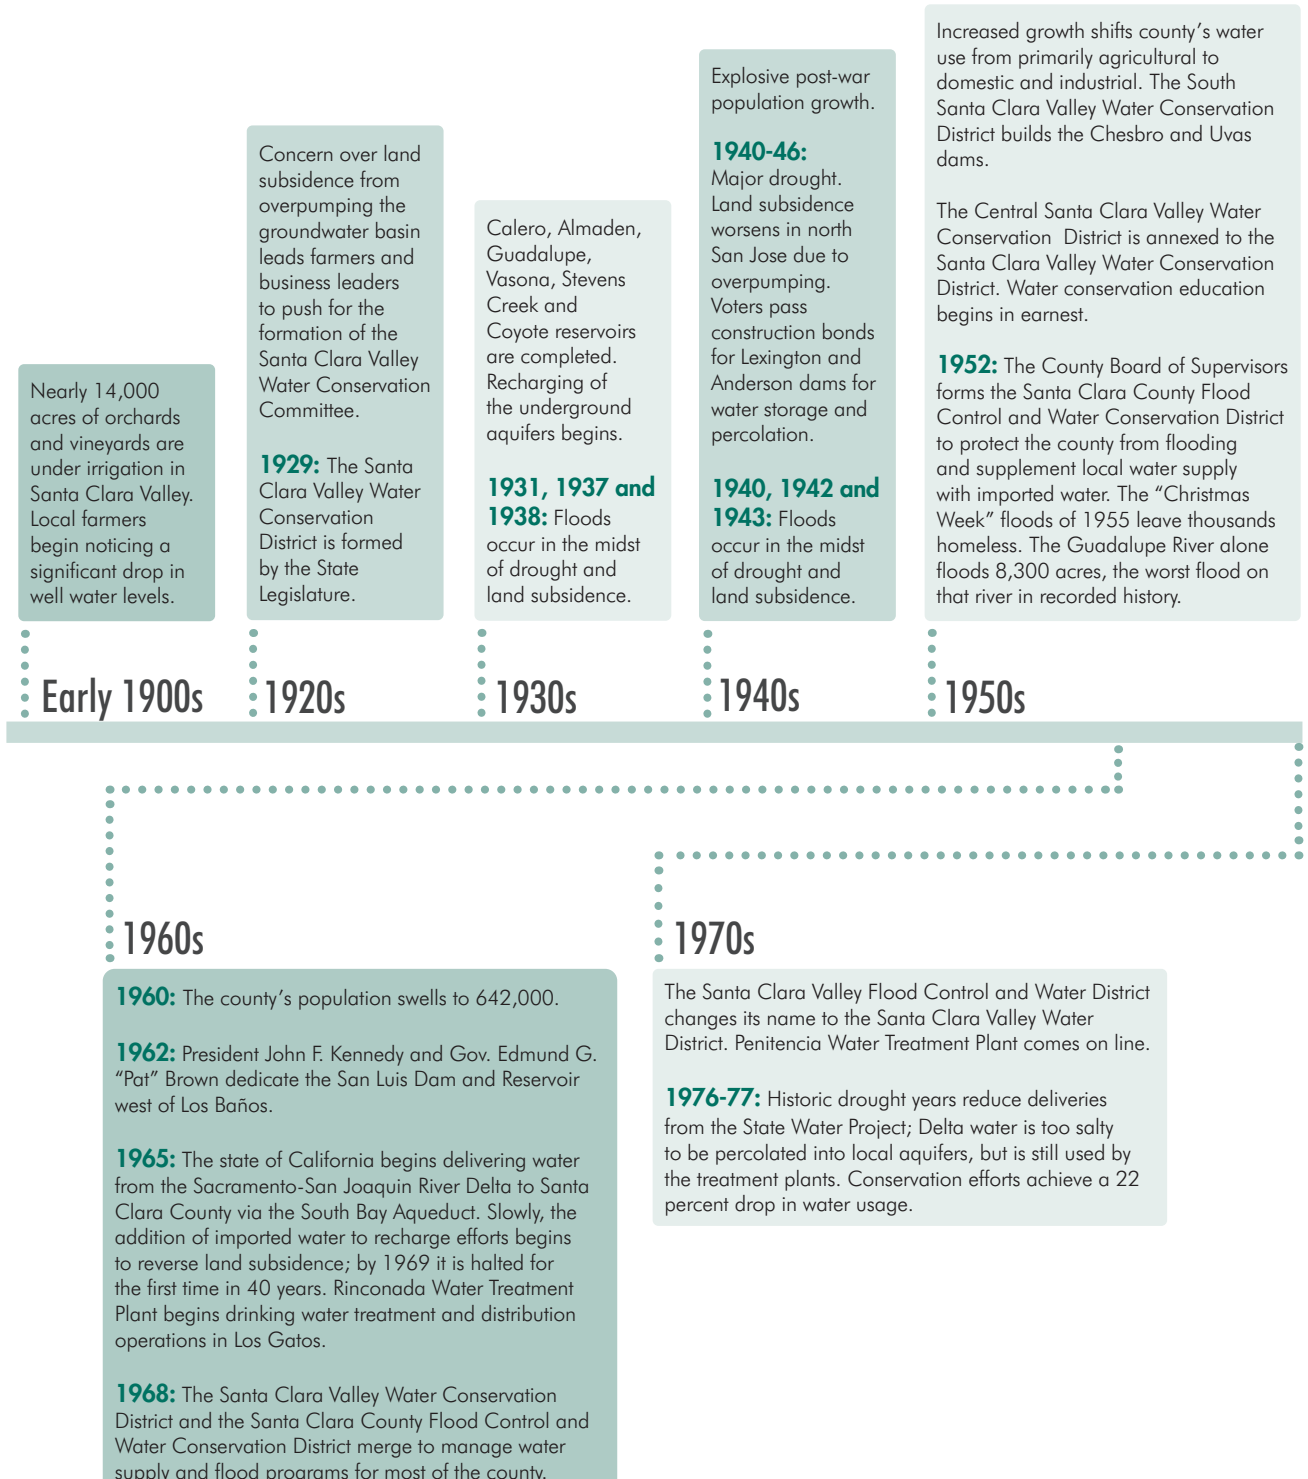 Nearly 14,000
acres of orchards
and vineyards are
under irrigation in
Santa Clara Valley.
Local farmers
begin noticing a
significant drop in
well water levels.
Early 1900s
Concern over land
subsidence from
overpumping the
groundwater basin
leads farmers and
business leaders
to push for the
formation of the
Santa Clara Valley
Water Conservation
Committee.
1929: The Santa
Clara Valley Water
Conservation
District is formed
by the State
Legislature.
1920s
Calero, Almaden,
Guadalupe,
Vasona, Stevens
Creek and
Coyote reservoirs
are completed.
Recharging of
the underground
aquifers begins.
1931, 1937 and
1938: Floods
occur in the midst
of drought and
land subsidence.
1930s
Explosive post-war
population growth.
1940-46:
Major drought.
Land subsidence
worsens in north
San Jose due to
overpumping.
Voters pass
construction bonds
for Lexington and
Anderson dams for
water storage and
percolation.
1940, 1942 and
1943: Floods
occur in the midst
of drought and
land subsidence.
1940s
Increased growth shifts county's water
use from primarily agricultural to
domestic and industrial. The South
Santa Clara Valley Water Conservation
District builds the Chesbro and Uvas
dams.
The Central Santa Clara Valley Water
Conservation District is annexed to the
Santa Clara Valley Water Conservation
District. Water conservation education
begins in earnest.
1952: The County Board of Supervisors
forms the Santa Clara County Flood
Control and Water Conservation District
to protect the county from flooding
and supplement local water supply
with imported water. The “Christmas
Week” floods of 1955 leave thousands
homeless. The Guadalupe River alone
floods 8,300 acres, the worst flood on
that river in recorded history.
1950s
1960s
1960: The county's population swells to 642,000.
1962: President John F. Kennedy and Gov. Edmund G.
“Pat” Brown dedicate the San Luis Dam and Reservoir
west of Los Baños.
1965: The state of California begins delivering water
from the Sacramento-San Joaquin River Delta to Santa
Clara County via the South Bay Aqueduct. Slowly, the
addition of imported water to recharge efforts begins
to reverse land subsidence; by 1969 it is halted for
the first time in 40 years. Rinconada Water Treatment
Plant begins drinking water treatment and distribution
operations in Los Gatos.
1968: The Santa Clara Valley Water Conservation
District and the Santa Clara County Flood Control and
Water Conservation District merge to manage water
supply and flood programs for most of the county.
1970s
The Santa Clara Valley Flood Control and Water District
changes its name to the Santa Clara Valley Water
District. Penitencia Water Treatment Plant comes on line.
1976-77: Historic drought years reduce deliveries
from the State Water Project; Delta water is too salty
to be percolated into local aquifers, but is still used by
the treatment plants. Conservation efforts achieve a 22
percent drop in water usage.